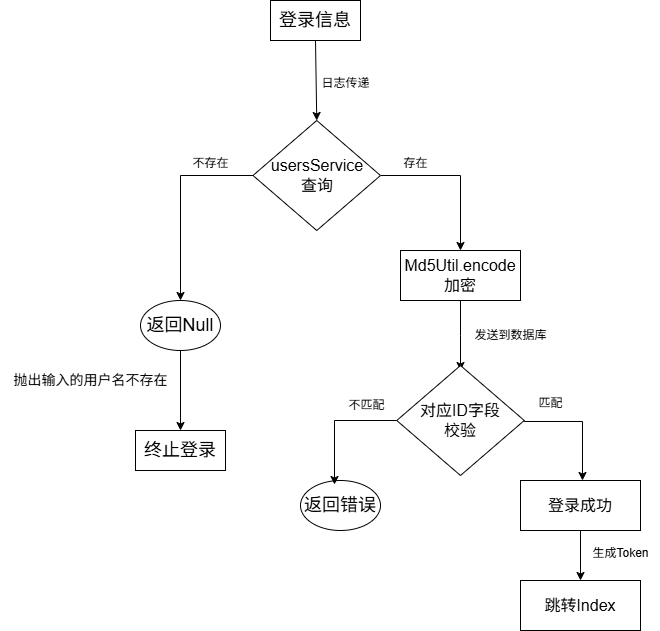 登录信息
日志传递
不存在
usersService
查询
存在
Md5Util.encode
加密
返回Null
发送到数据库
抛出输入的用户名不存在
不匹配
对应ID字段
校验
匹配
终止登录
返回错误
登录成功
生成Token
跳转Index